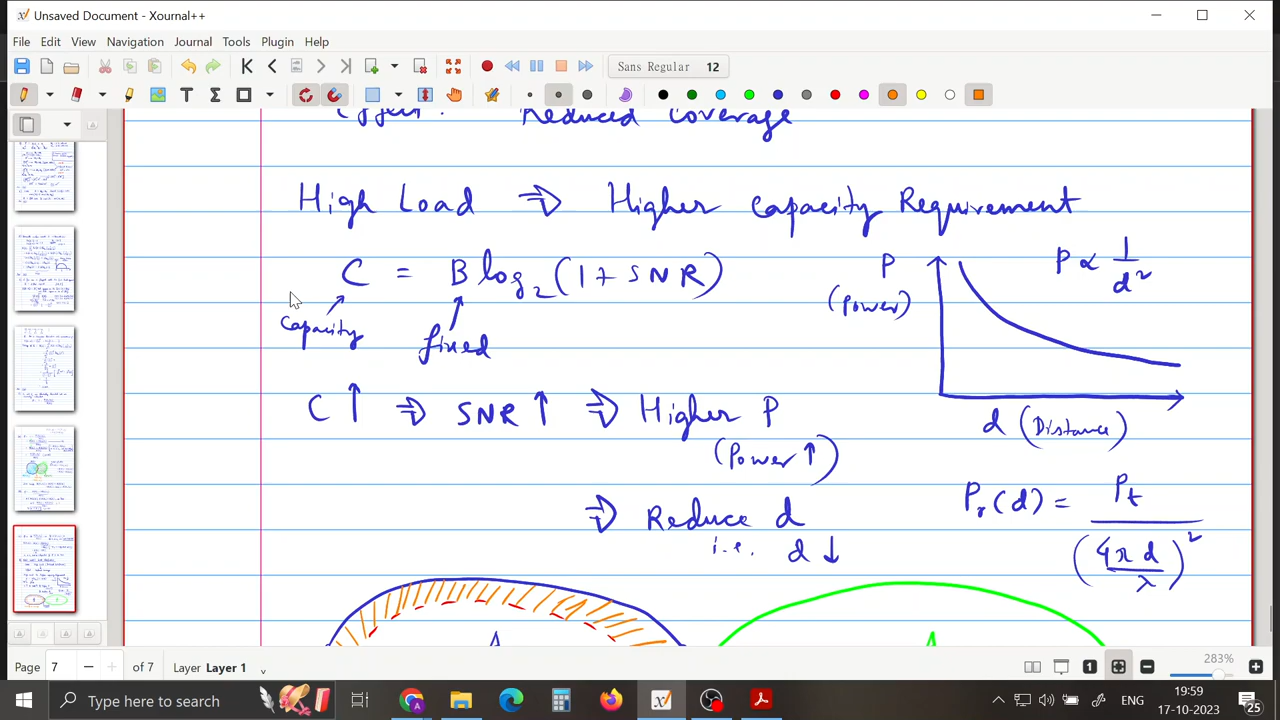 Unsaved Document - Xournal++
File Edit View Navigation Journal Tools Plugin Help
Sans Regular 12
Effect: Reduced Coverage
High Load ⇒ Higher Capacity Requirement
C = B log₂ (1 + SNR)
Capacity
fixed
P
(Power)
P ∝ 1/d²
d (Distance)
C ↑ ⇒ SNR ↑ ⇒ Higher P
(Power ↑)
⇒ Reduce d
i.e. d ↓
Pr(d) = Pt / (4πd/λ)²
Page 7 of 7 Layer Layer 1
283%
Type here to search
ENG
19:59
17-10-2023
25